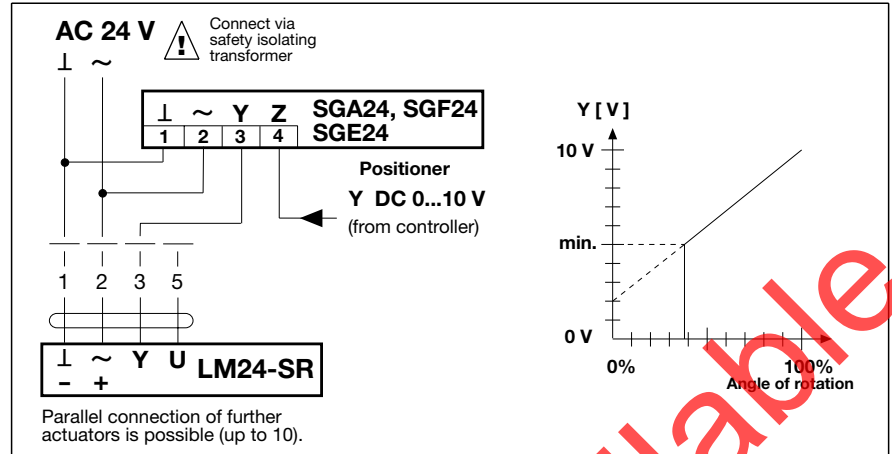 AC 24 V
Connect via
safety isolating
transformer
⊥ ~
⊥ ~ Y Z
1 2 3 4
SGA24, SGF24
SGE24
Positioner
Y DC 0...10 V
(from controller)
1 2 3 5
⊥ ~ Y U
- +
LM24-SR
Parallel connection of further
actuators is possible (up to 10).
Y [ V ]
10 V
min.
0 V
0% 100%
Angle of rotation